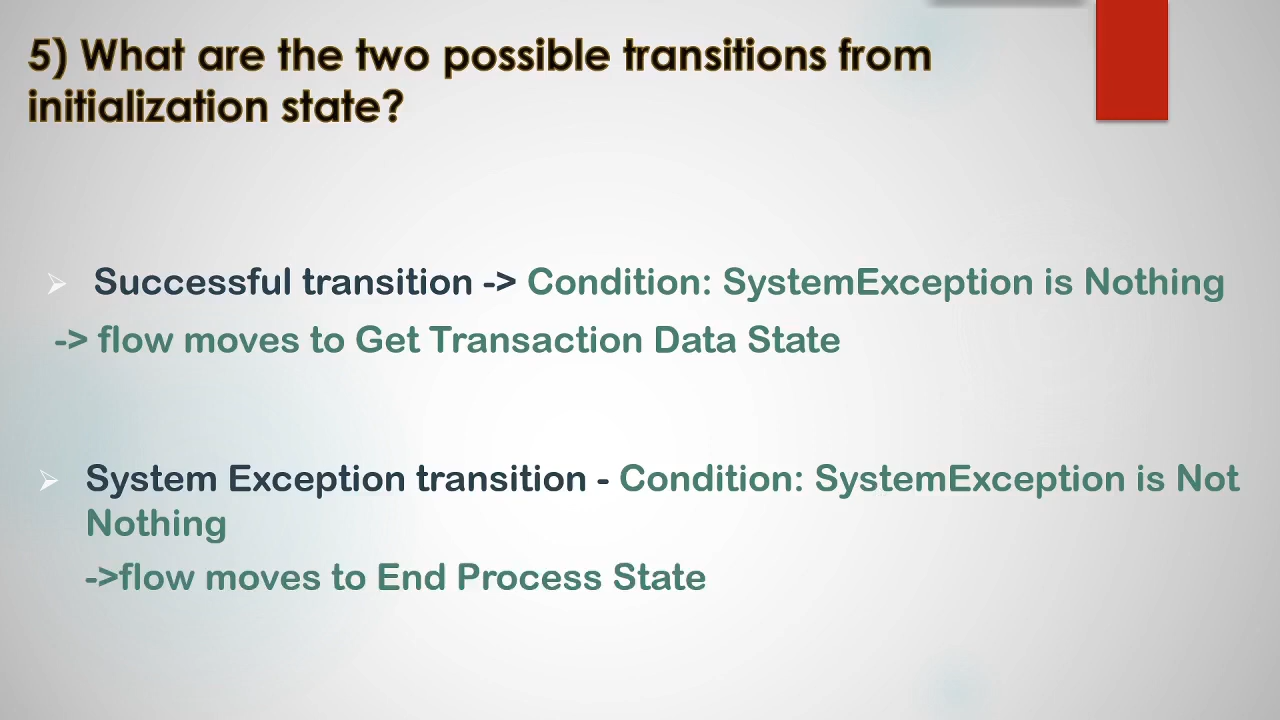 5) What are the two possible transitions from
initialization state?
Successful transition -> Condition: SystemException is Nothing
-> flow moves to Get Transaction Data State
System Exception transition - Condition: SystemException is Not
Nothing
->flow moves to End Process State